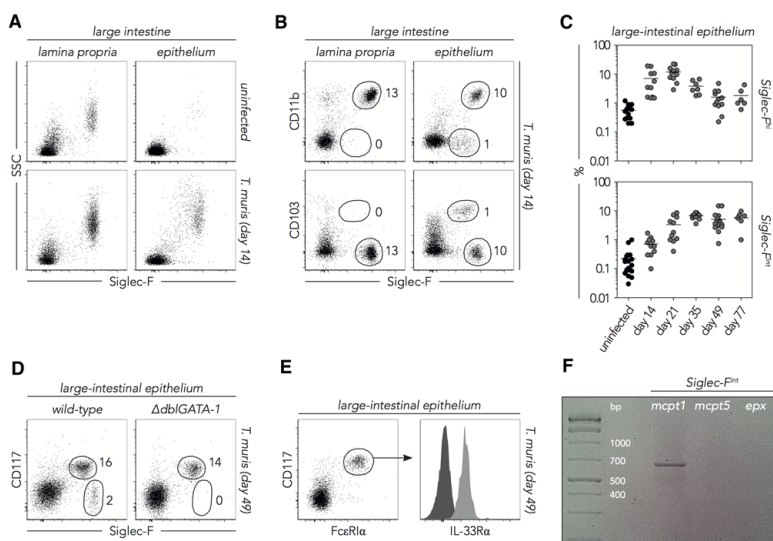 A
large intestine
lamina propria epithelium
SSC
uninfected
T. muris (day 14)
Siglec-F
B
large intestine
lamina propria epithelium
CD11b
13
0
10
1
CD103
0
13
1
10
T. muris (day 14)
Siglec-F
C
large-intestinal epithelium
100
10
1
0.1
0.01
Siglec-Fhi
%
100
10
1
0.1
0.01
Siglec-Fint
uninfected
day 14
day 21
day 35
day 49
day 77
D
large-intestinal epithelium
wild-type ΔdblGATA-1
CD117
16
2
14
0
T. muris (day 49)
Siglec-F
E
large-intestinal epithelium
CD117
FcεRIα
IL-33Rα
T. muris (day 49)
F
Siglec-Fint
bp mcpt1 mcpt5 epx
1000
700
500
400